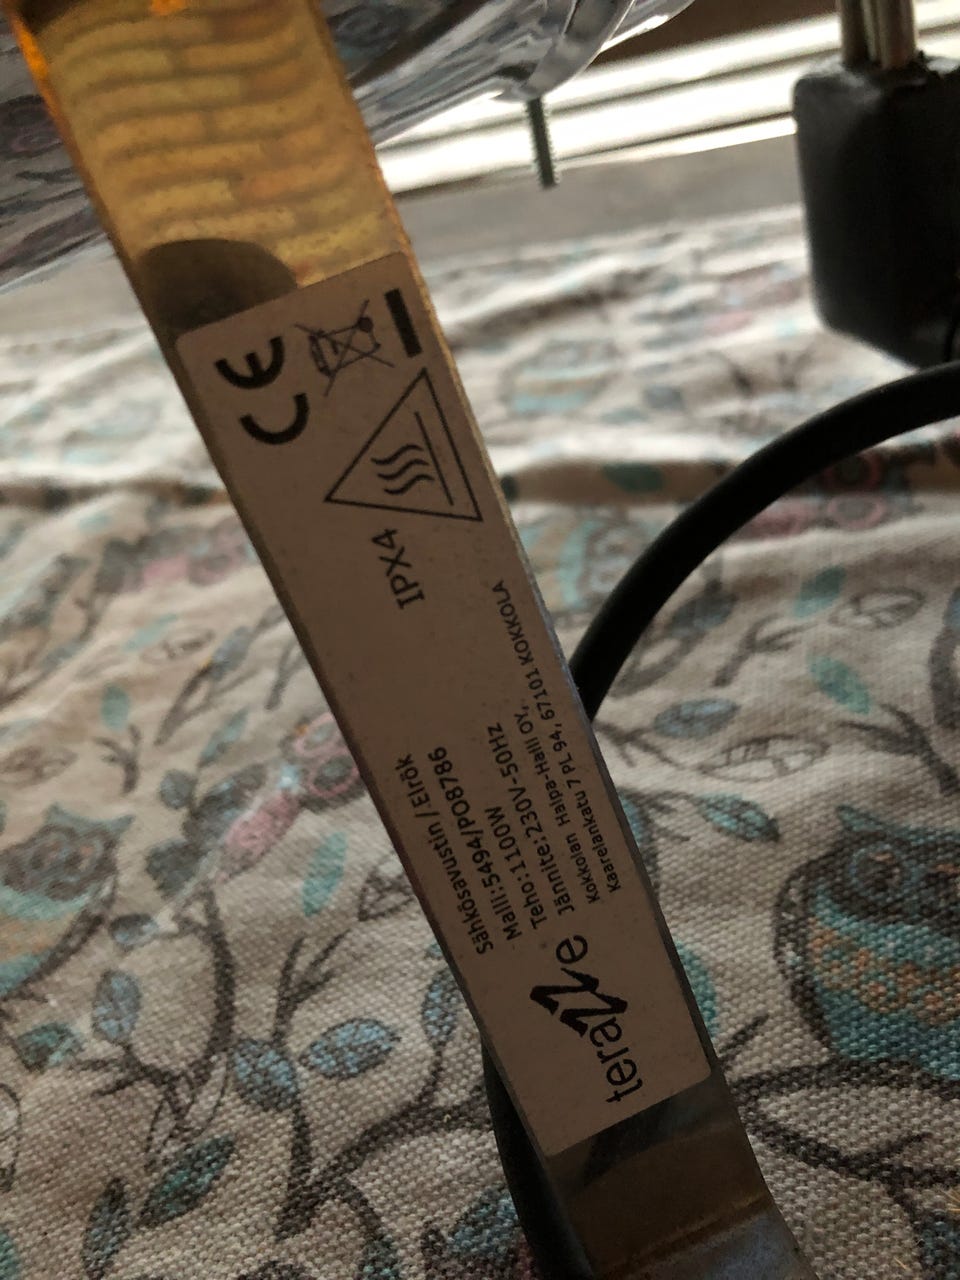 teraZZe
Sähkösavustin / Elrök
Malli:5494/PO8786
Teho:1100W
Jännite:230V~50Hz
Kokkolan Halpa-Halli OY,
Kaarelankatu 7 PL 94, 67101 KOKKOLA
IPX4
CE